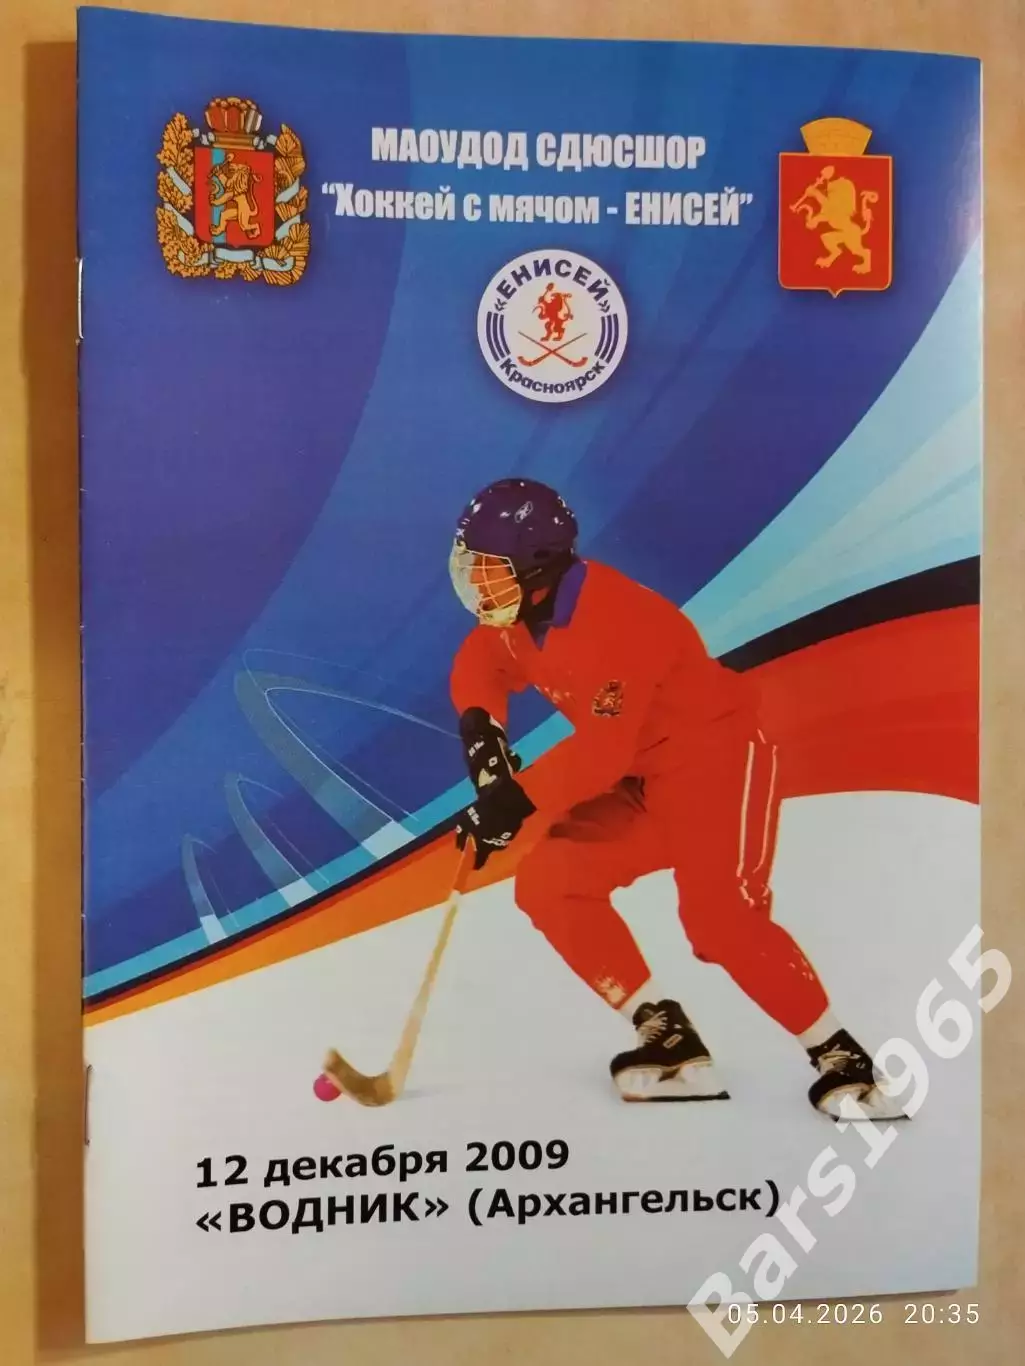 МАОУДОД СДЮСШОР
"Хоккей с мячом - ЕНИСЕЙ"
«ЕНИСЕЙ»
Красноярск
12 декабря 2009
«ВОДНИК» (Архангельск)
Bars1965
05.04.2026 20:35